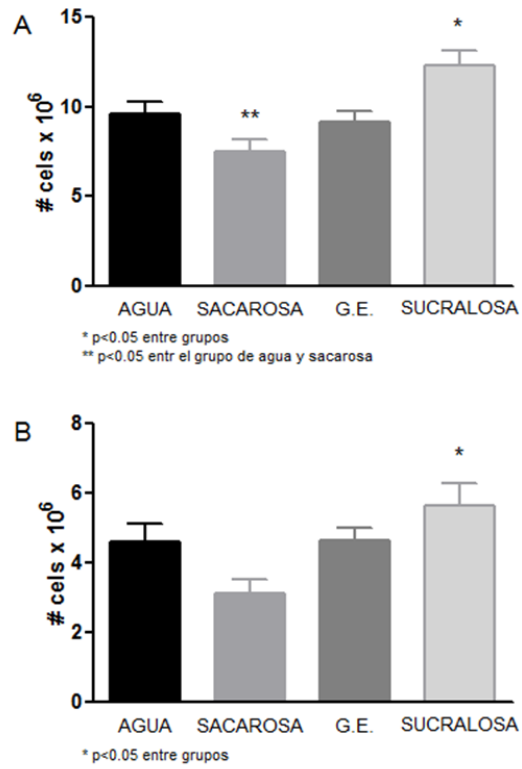 A
15
10
5
0
# cels x 10⁶
*
**
AGUA SACAROSA G.E. SUCRALOSA
* p<0.05 entre grupos
** p<0.05 entr el grupo de agua y sacarosa
B
8
6
4
2
0
# cels x 10⁶
*
AGUA SACAROSA G.E. SUCRALOSA
* p<0.05 entre grupos